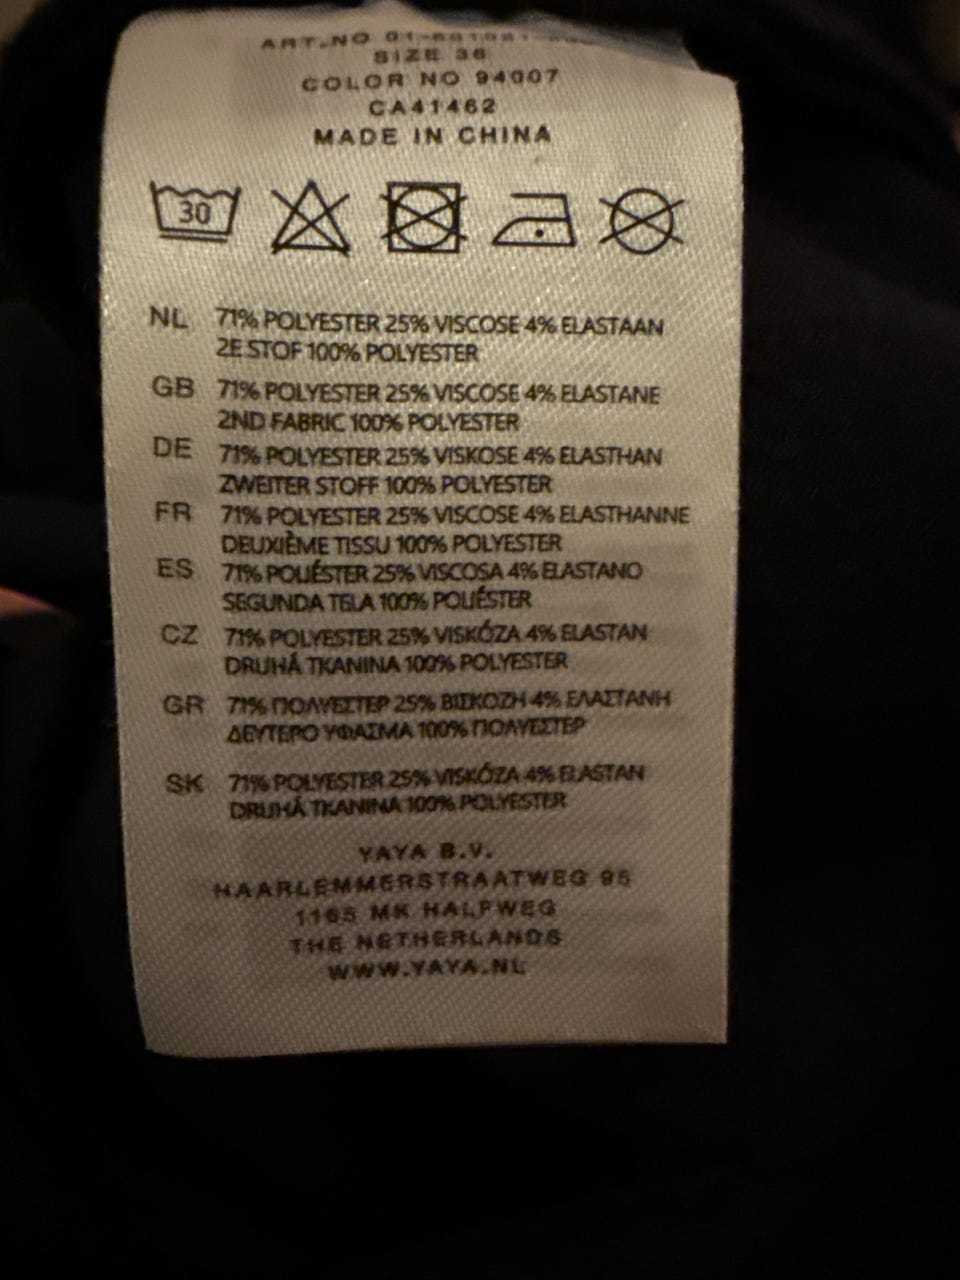 ART.NO
SIZE 36
COLOR NO 94007
CA41462
MADE IN CHINA
30
NL 71% POLYESTER 25% VISCOSE 4% ELASTAAN
2E STOF 100% POLYESTER
GB 71% POLYESTER 25% VISCOSE 4% ELASTANE
2ND FABRIC 100% POLYESTER
DE 71% POLYESTER 25% VISKOSE 4% ELASTHAN
ZWEITER STOFF 100% POLYESTER
FR 71% POLYESTER 25% VISCOSE 4% ELASTHANNE
DEUXIÈME TISSU 100% POLYESTER
ES 71% POLIÉSTER 25% VISCOSA 4% ELASTANO
SEGUNDA TELA 100% POLIÉSTER
CZ 71% POLYESTER 25% VISKÓZA 4% ELASTAN
DRUHÁ TKANINA 100% POLYESTER
GR 71% ΠΟΛΥΕΣΤΕΡ 25% ΒΙΣΚΟΖΗ 4% ΕΛΑΣΤΑΝΗ
ΔΕΥΤΕΡΟ ΥΦΑΣΜΑ 100% ΠΟΛΥΕΣΤΕΡ
SK 71% POLYESTER 25% VISKÓZA 4% ELASTAN
DRUHÁ TKANINA 100% POLYESTER
YAYA B.V.
HAARLEMMERSTRAATWEG 95
1165 MK HALFWEG
THE NETHERLANDS
WWW.YAYA.NL